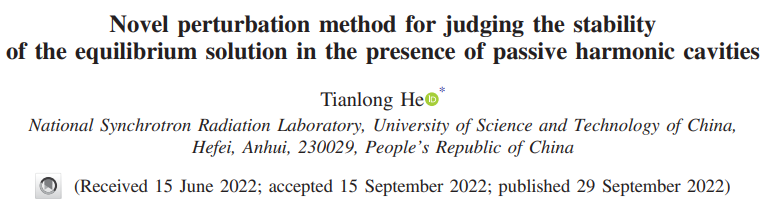 Novel perturbation method for judging the stability
of the equilibrium solution in the presence of passive harmonic cavities
Tianlong He iD *
National Synchrotron Radiation Laboratory, University of Science and Technology of China,
Hefei, Anhui, 230029, People's Republic of China
(Received 15 June 2022; accepted 15 September 2022; published 29 September 2022)